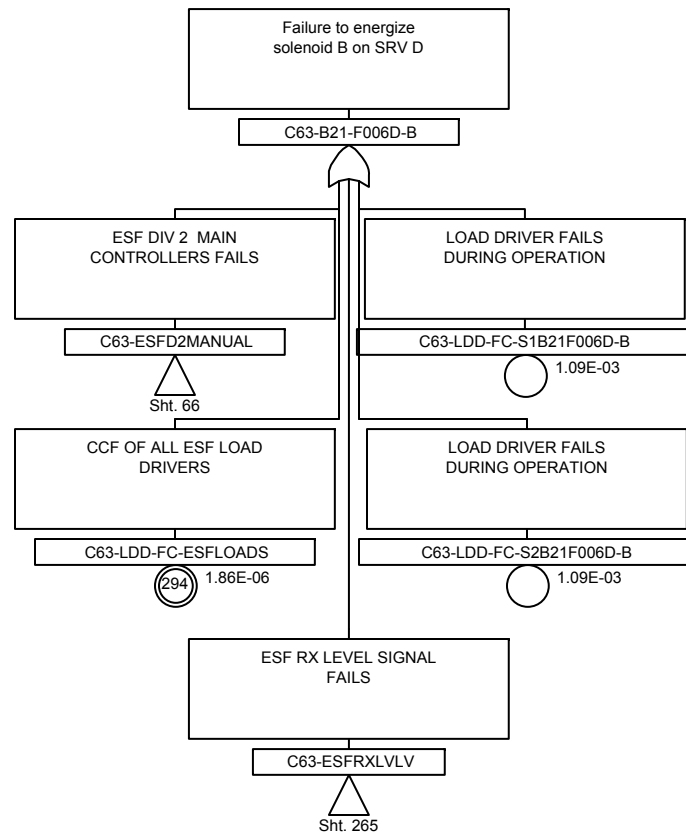 Failure to energize
solenoid B on SRV D
C63-B21-F006D-B
ESF DIV 2 MAIN
CONTROLLERS FAILS
C63-ESFD2MANUAL
Sht. 66
LOAD DRIVER FAILS
DURING OPERATION
C63-LDD-FC-S1B21F006D-B
1.09E-03
CCF OF ALL ESF LOAD
DRIVERS
C63-LDD-FC-ESFLOADS
294
1.86E-06
LOAD DRIVER FAILS
DURING OPERATION
C63-LDD-FC-S2B21F006D-B
1.09E-03
ESF RX LEVEL SIGNAL
FAILS
C63-ESFRXLVLV
Sht. 265